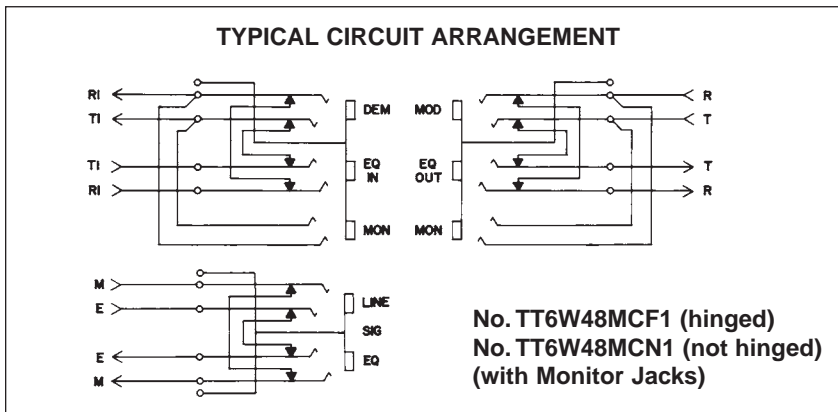 TYPICAL CIRCUIT ARRANGEMENT
RI
TI
TI
RI
DEM
EQ
IN
MON
MOD
EQ
OUT
MON
R
T
T
R
M
E
E
M
LINE
SIG
EQ
No. TT6W48MCF1 (hinged)
No. TT6W48MCN1 (not hinged)
(with Monitor Jacks)